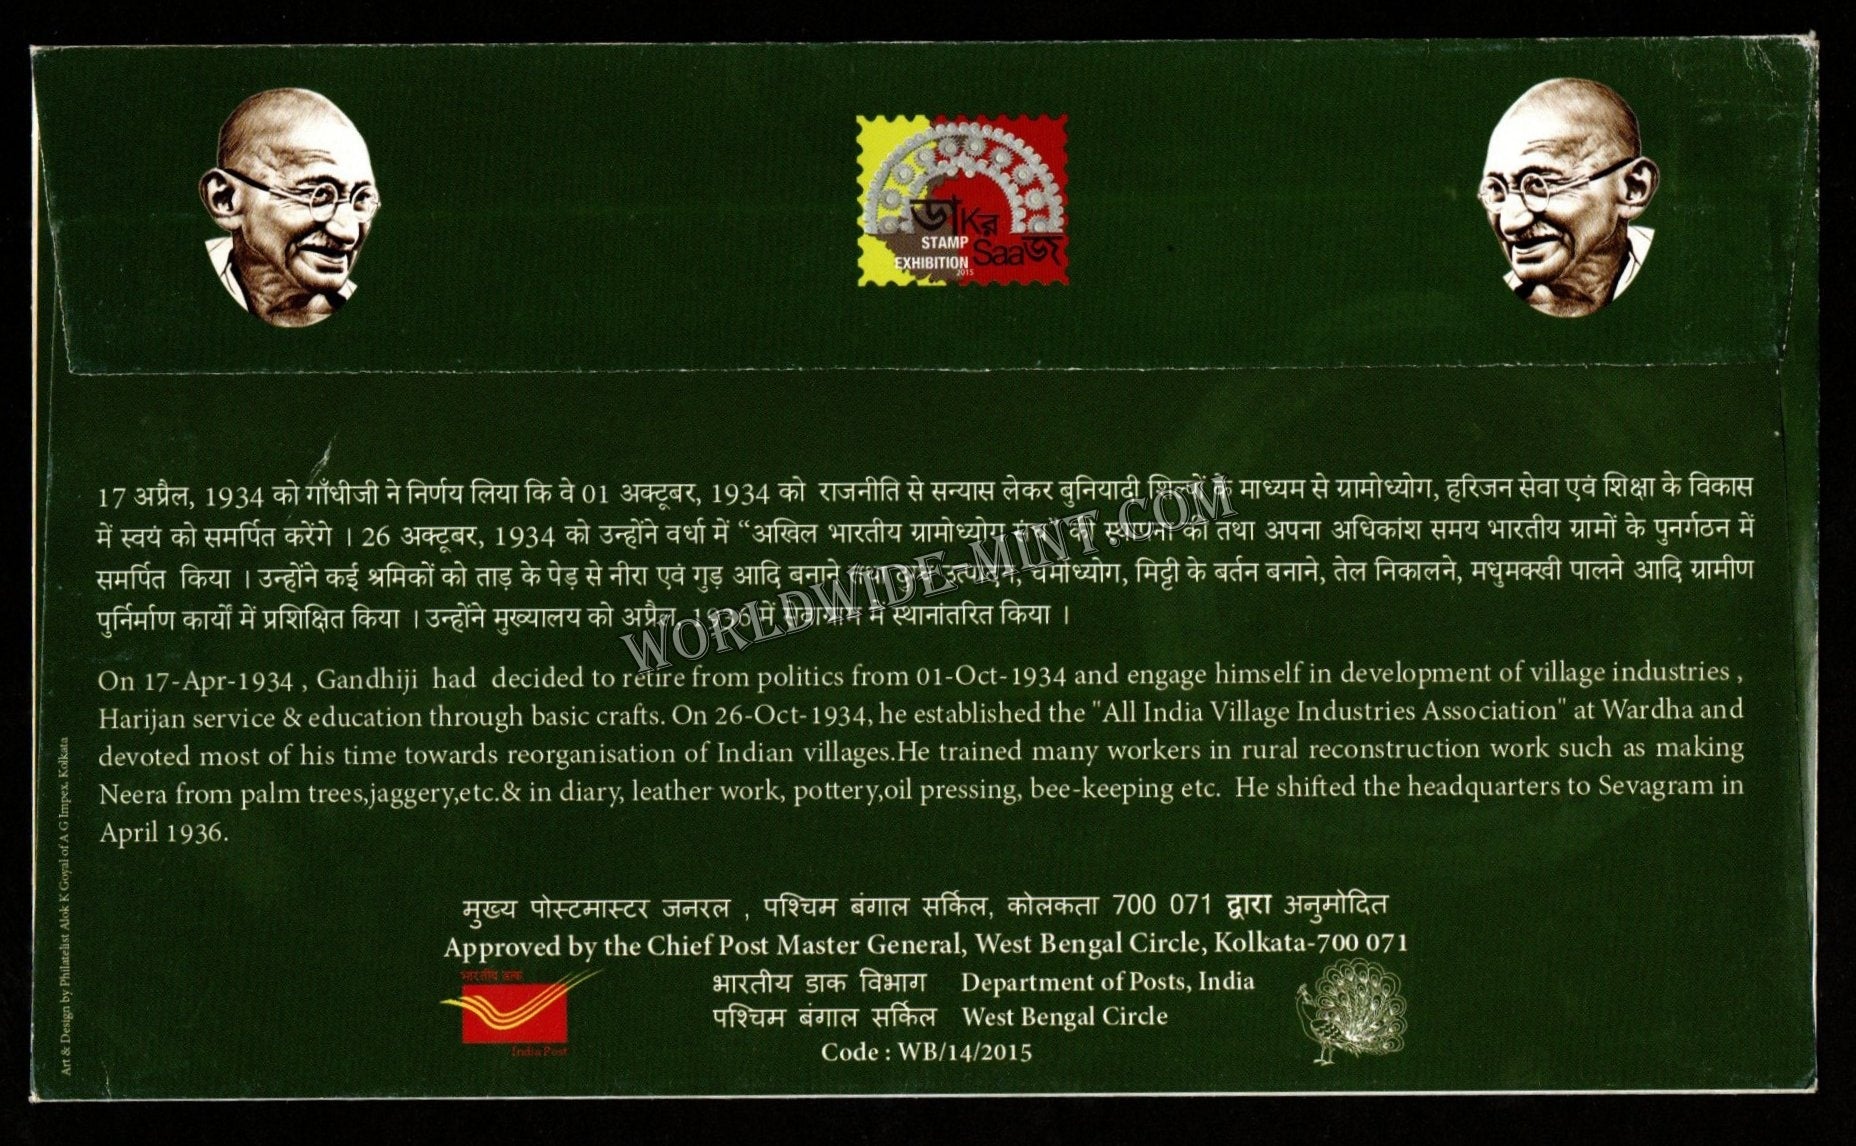 ডাKর
STAMP Saaজ
EXHIBITION
2015
17 अप्रैल, 1934 को गाँधीजी ने निर्णय लिया कि वे 01 अक्टूबर, 1934 को राजनीति से सन्यास लेकर बुनियादी शिल्पों के माध्यम से ग्रामोध्योग, हरिजन सेवा एवं शिक्षा के विकास
में स्वयं को समर्पित करेंगे । 26 अक्टूबर, 1934 को उन्होंने वर्धा में “अखिल भारतीय ग्रामोध्योग संघ” की स्थापना की तथा अपना अधिकांश समय भारतीय ग्रामों के पुनर्गठन में
समर्पित किया । उन्होंने कई श्रमिकों को ताड़ के पेड़ से नीरा एवं गुड़ आदि बनाने तथा उत्पादन, चर्मोध्योग, मिट्टी के बर्तन बनाने, तेल निकालने, मधुमक्खी पालने आदि ग्रामीण
पुर्निर्माण कार्यों में प्रशिक्षित किया । उन्होंने मुख्यालय को अप्रैल, 1936 में सेवाग्राम में स्थानांतरित किया ।
WORLDWIDE-MINT.COM
On 17-Apr-1934 , Gandhiji had decided to retire from politics from 01-Oct-1934 and engage himself in development of village industries ,
Harijan service & education through basic crafts. On 26-Oct-1934, he established the "All India Village Industries Association" at Wardha and
devoted most of his time towards reorganisation of Indian villages.He trained many workers in rural reconstruction work such as making
Neera from palm trees,jaggery,etc.& in diary, leather work, pottery,oil pressing, bee-keeping etc. He shifted the headquarters to Sevagram in
April 1936.
मुख्य पोस्टमास्टर जनरल , पश्चिम बंगाल सर्किल, कोलकता 700 071 द्वारा अनुमोदित
Approved by the Chief Post Master General, West Bengal Circle, Kolkata-700 071
भारतीय डाक
India Post
भारतीय डाक विभाग Department of Posts, India
पश्चिम बंगाल सर्किल West Bengal Circle
Code : WB/14/2015
Art & Design by Philatelist Alok K Goyal of A G Impex, Kolkata